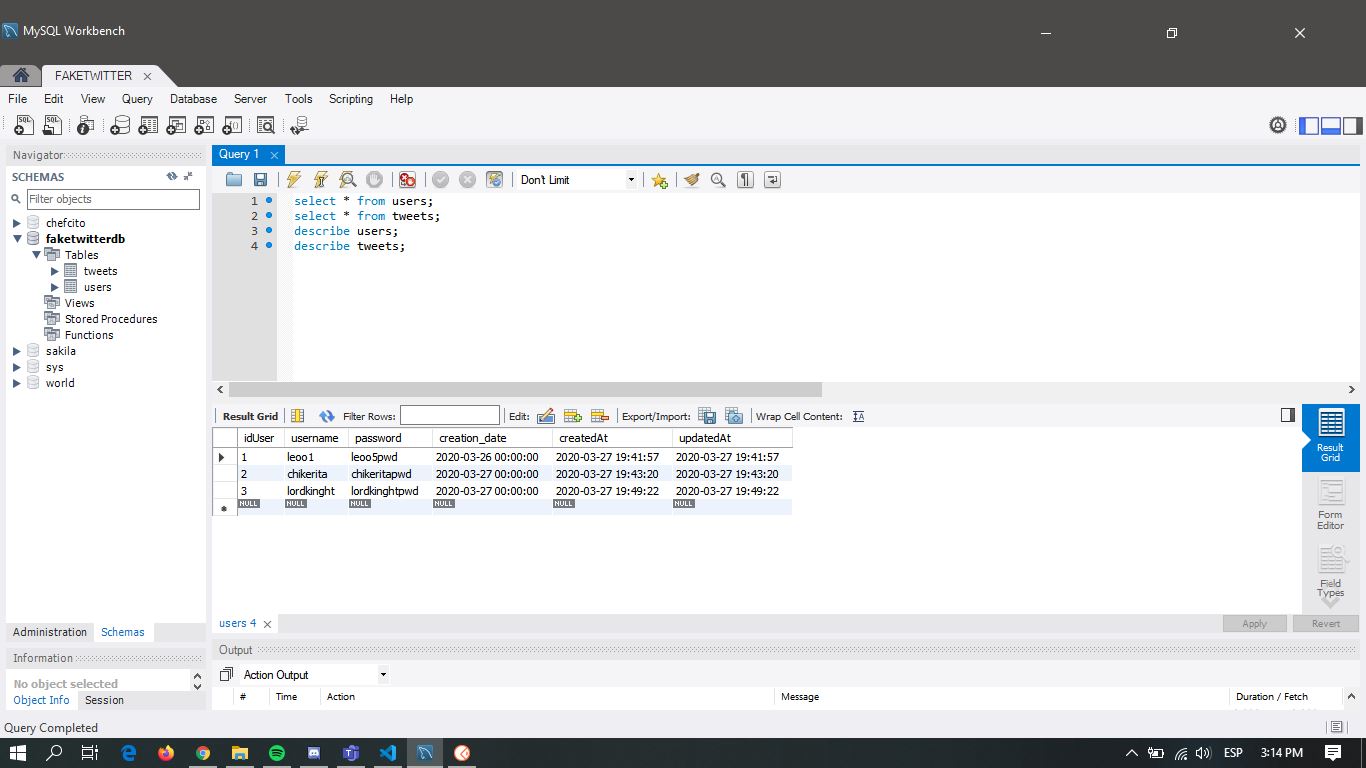 MySQL Workbench
FAKETWITTER
File Edit View Query Database Server Tools Scripting Help
Navigator
SCHEMAS
Filter objects
chefcito
faketwitterdb
Tables
tweets
users
Views
Stored Procedures
Functions
sakila
sys
world
Administration Schemas
Information
No object selected
Object Info Session
Query 1
Don't Limit
1 select * from users;
2 select * from tweets;
3 describe users;
4 describe tweets;
Result Grid Filter Rows: Edit: Export/Import: Wrap Cell Content:
idUser username password creation_date createdAt updatedAt
1 leoo1 leoo5pwd 2020-03-26 00:00:00 2020-03-27 19:41:57 2020-03-27 19:41:57
2 chikerita chikeritapwd 2020-03-27 00:00:00 2020-03-27 19:43:20 2020-03-27 19:43:20
3 lordkinght lordkinghtpwd 2020-03-27 00:00:00 2020-03-27 19:49:22 2020-03-27 19:49:22
NULL NULL NULL NULL NULL NULL
Result
Grid
Form
Editor
Field
Types
users 4
Apply Revert
Output
Action Output
# Time Action Message Duration / Fetch
Query Completed
ESP 3:14 PM